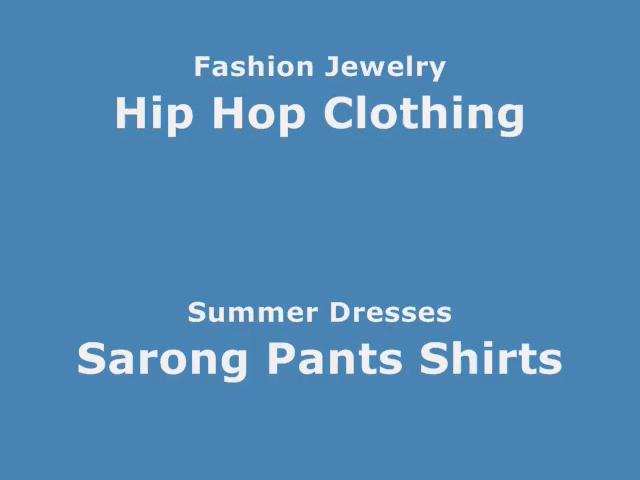 Fashion Jewelry
Hip Hop Clothing
Summer Dresses
Sarong Pants Shirts